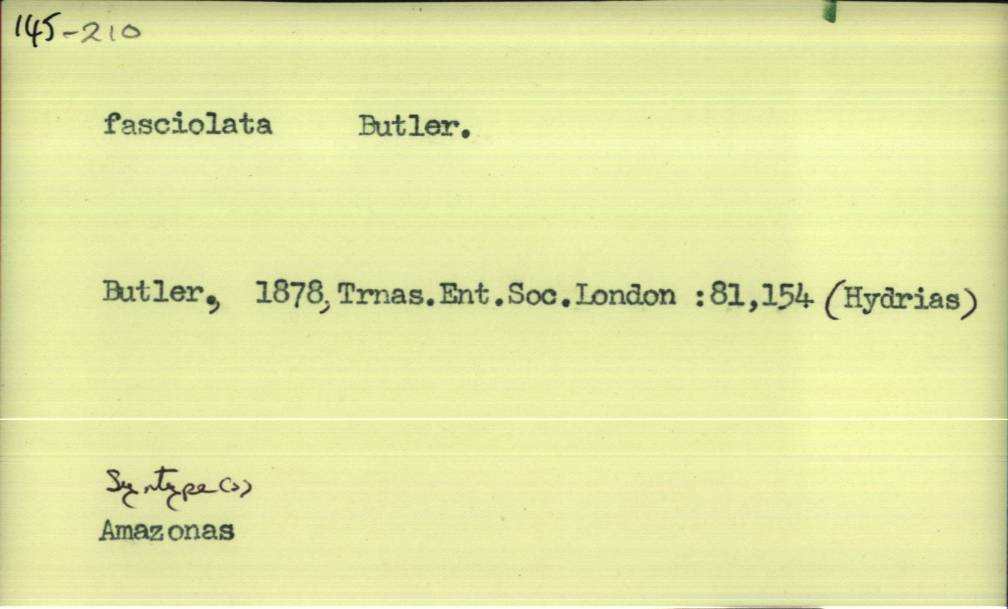 145-210
fasciolata Butler.
Butler., 1878, Trnas.Ent.Soc.London :81,154 (Hydrias)
Syntype(s)
Amazonas